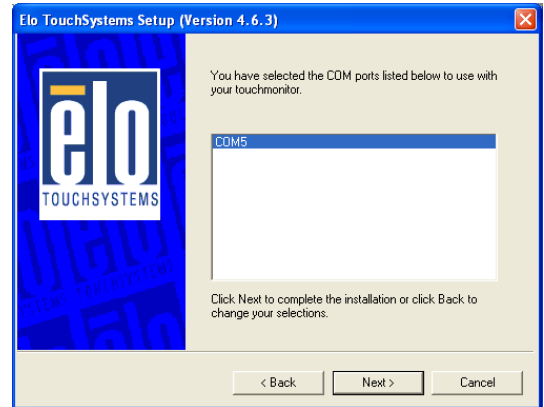 Elo TouchSystems Setup (Version 4.6.3)
You have selected the COM ports listed below to use with
your touchmonitor.
COM5
ēlo
TOUCHSYSTEMS
Click Next to complete the installation or click Back to
change your selections.
< Back
Next >
Cancel